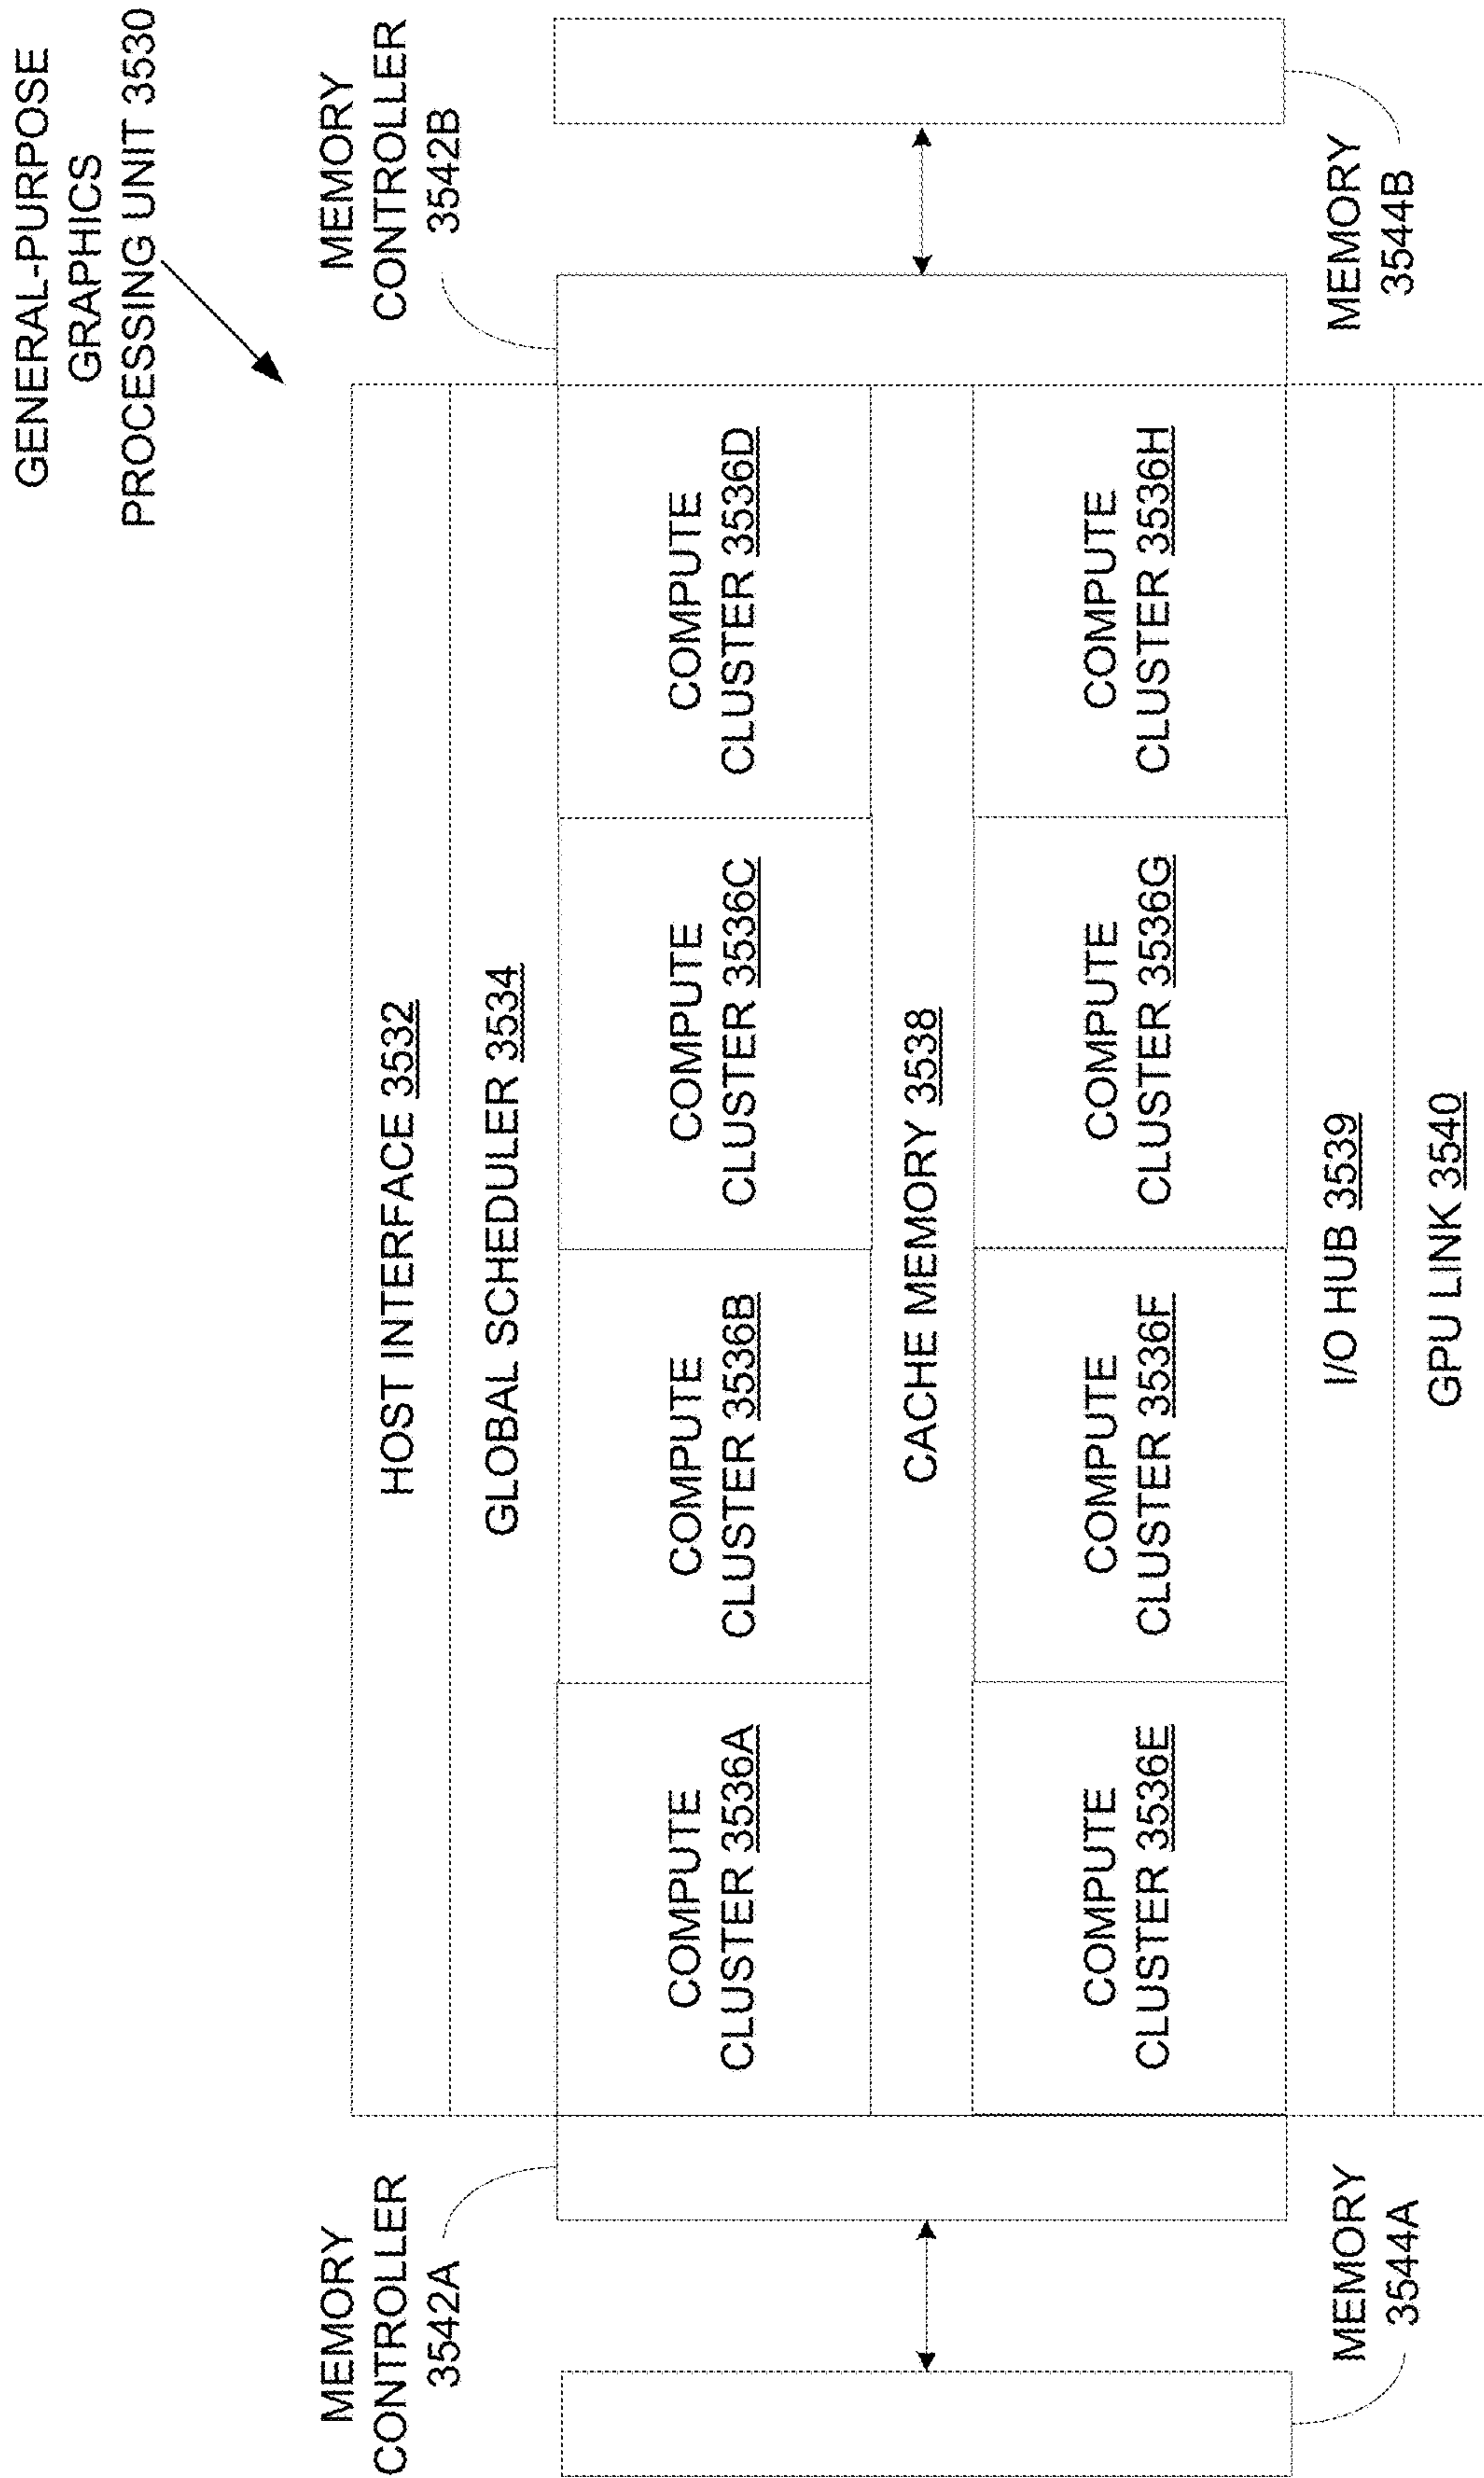 GENERAL-PURPOSE
GRAPHICS
PROCESSING UNIT 3530
MEMORY
CONTROLLER
3542A
MEMORY
CONTROLLER
3542B
HOST INTERFACE 3532
GLOBAL SCHEDULER 3534
COMPUTE
CLUSTER 3536A
COMPUTE
CLUSTER 3536B
COMPUTE
CLUSTER 3536C
COMPUTE
CLUSTER 3536D
CACHE MEMORY 3538
COMPUTE
CLUSTER 3536E
COMPUTE
CLUSTER 3536F
COMPUTE
CLUSTER 3536G
COMPUTE
CLUSTER 3536H
I/O HUB 3539
MEMORY
3544A
MEMORY
3544B
GPU LINK 3540